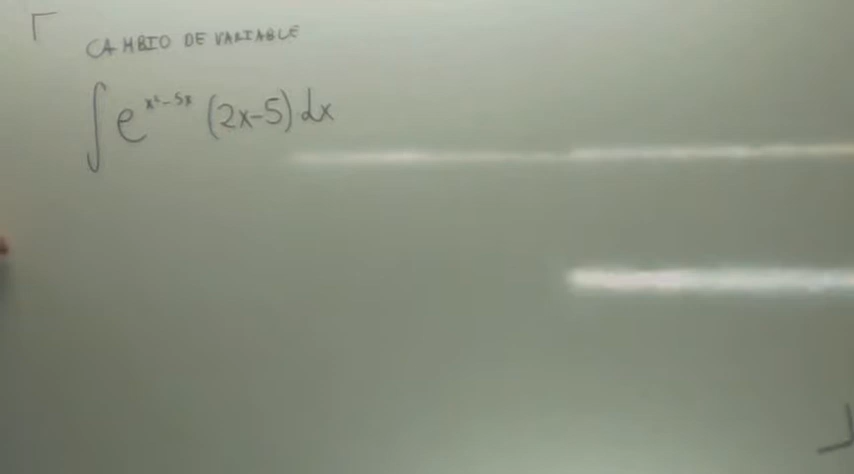 CAMBIO DE VARIABLE
∫ e^{x²-5x} (2x-5) dx